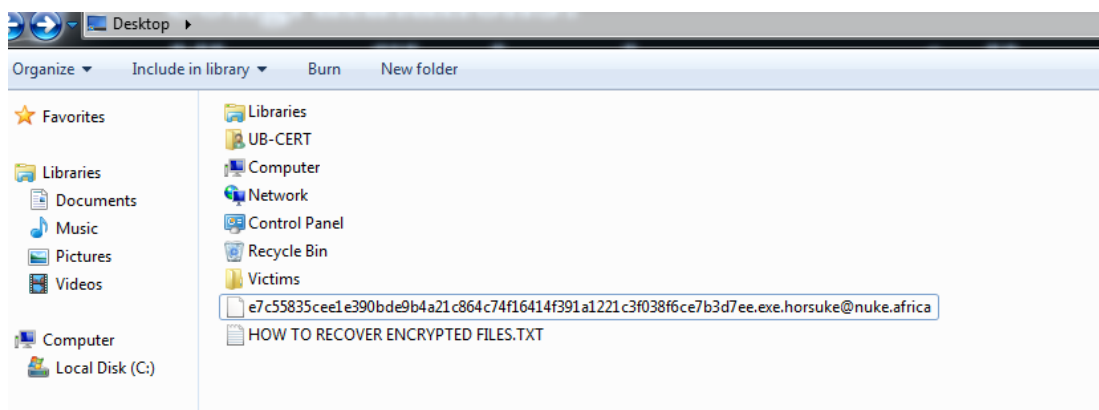 Desktop
Organize Include in library Burn New folder
Favorites
Libraries
Documents
Music
Pictures
Videos
Computer
Local Disk (C:)
Libraries
UB-CERT
Computer
Network
Control Panel
Recycle Bin
Victims
e7c55835cee1e390bde9b4a21c864c74f16414f391a1221c3f038f6ce7b3d7ee.exe.horsuke@nuke.africa
HOW TO RECOVER ENCRYPTED FILES.TXT